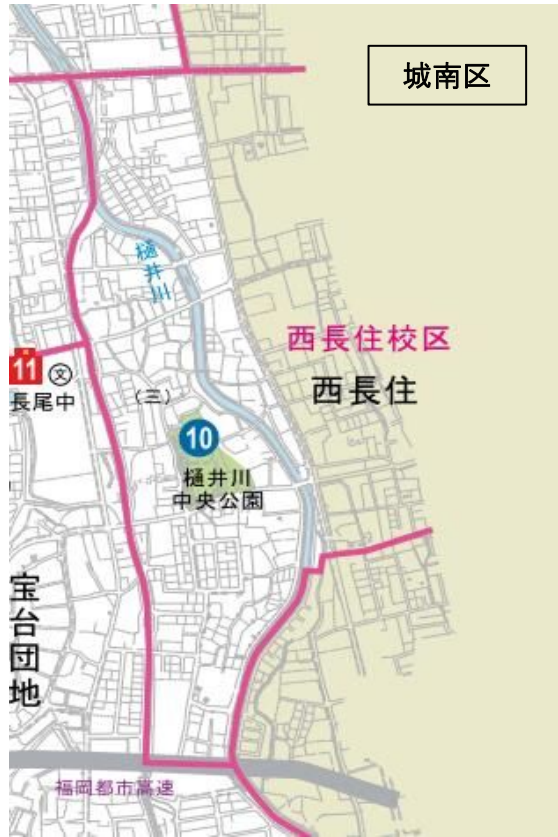 城南区
樋井川
西長住校区
西長住
11
文
長尾中
(三)
10
樋井川
中央公園
宝台団地
福岡都市高速